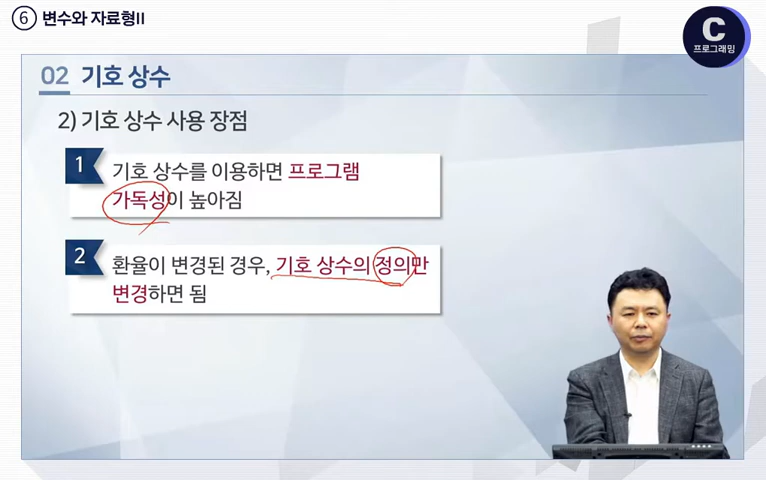 ⑥ 변수와 자료형II
C
프로그래밍
02 기호 상수
2) 기호 상수 사용 장점
1 기호 상수를 이용하면 프로그램
가독성이 높아짐
2 환율이 변경된 경우, 기호 상수의 정의만
변경하면 됨